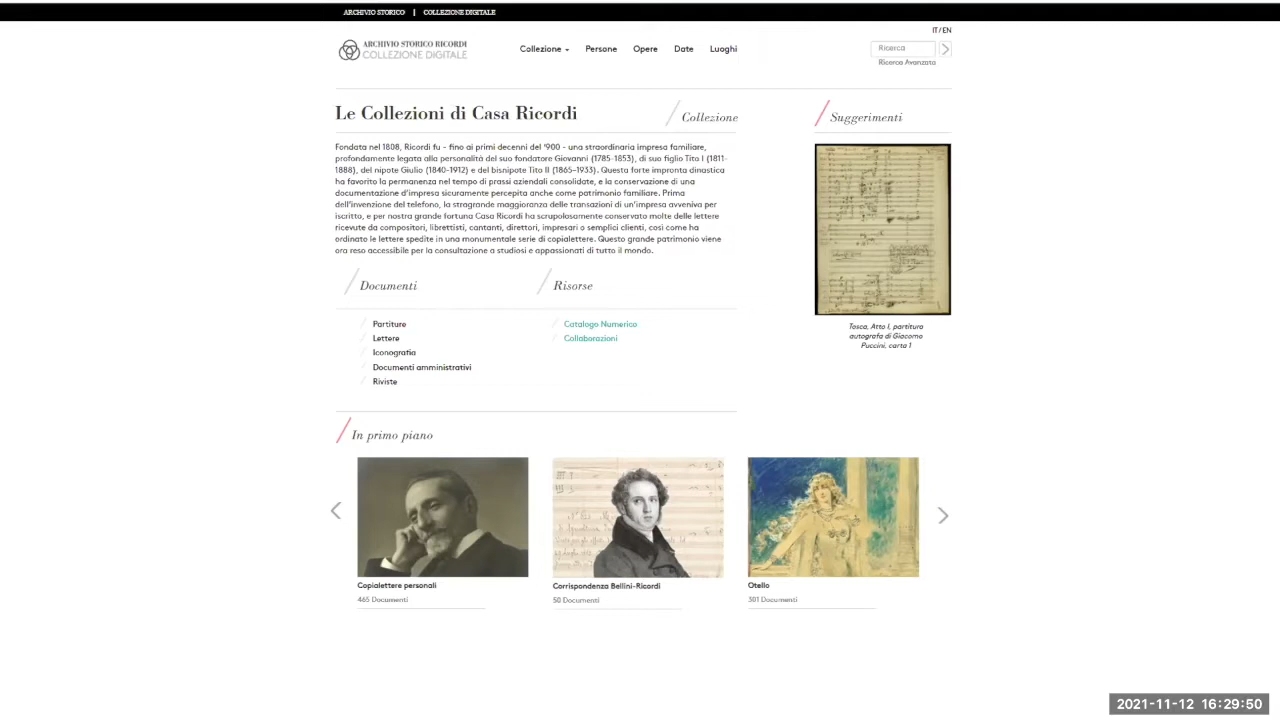 ARCHIVIO STORICO | COLLEZIONE DIGITALE
IT / EN
ARCHIVIO STORICO RICORDI
COLLEZIONE DIGITALE
Collezione
Persone
Opere
Date
Luoghi
Ricerca
Ricerca Avanzata
Le Collezioni di Casa Ricordi
Collezione
Suggerimenti
Fondata nel 1808, Ricordi fu - fino ai primi decenni del '900 - una straordinaria impresa familiare,
profondamente legata alla personalità del suo fondatore Giovanni (1785-1853), di suo figlio Tito I (1811-
1888), del nipote Giulio (1840-1912) e del bisnipote Tito II (1865-1933). Questa forte impronta dinastica
ha favorito la permanenza nel tempo di prassi aziendali consolidate, e la conservazione di una
documentazione d'impresa sicuramente percepita anche come patrimonio familiare. Prima
dell'invenzione del telefono, la stragrande maggioranza delle transazioni di un'impresa avveniva per
iscritto, e per nostra grande fortuna Casa Ricordi ha scrupolosamente conservato molte delle lettere
ricevute da compositori, librettisti, cantanti, direttori, impresari o semplici clienti, così come ha
ordinato le lettere spedite in una monumentale serie di copialettere. Questo grande patrimonio viene
ora reso accessibile per la consultazione a studiosi e appassionati di tutto il mondo.
Tosca, Atto I, partitura
autografa di Giacomo
Puccini, carta 1
Documenti
Partiture
Lettere
Iconografia
Documenti amministrativi
Riviste
Risorse
Catalogo Numerico
Collaborazioni
In primo piano
Copialettere personali
465 Documenti
Corrispondenza Bellini-Ricordi
50 Documenti
Otello
301 Documenti
2021-11-12 16:29:50